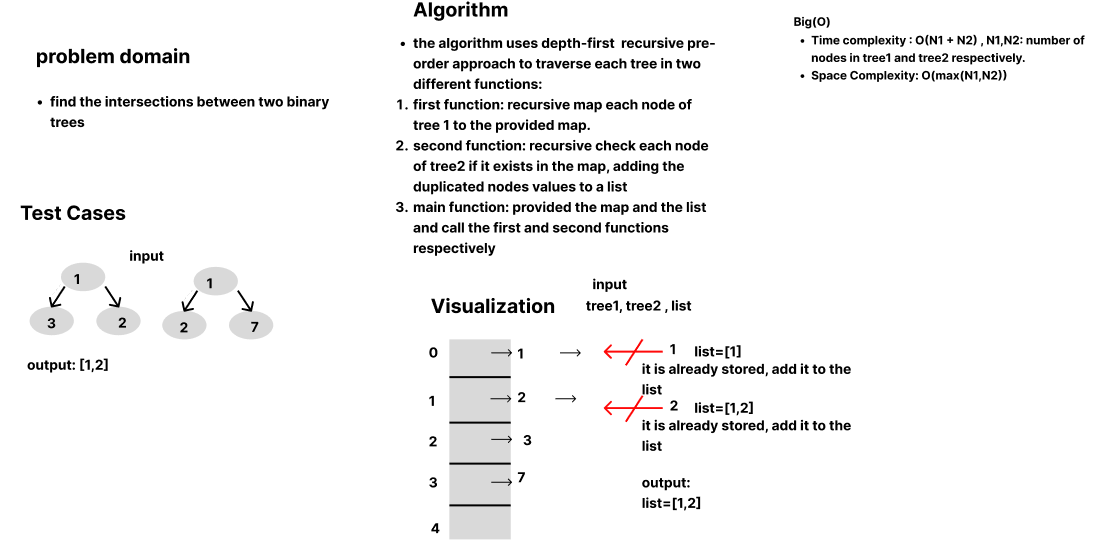 problem domain
• find the intersections between two binary
trees
Test Cases
input
1
3
2
1
2
7
output: [1,2]
Algorithm
• the algorithm uses depth-first recursive pre-
order approach to traverse each tree in two
different functions:
1. first function: recursive map each node of
tree 1 to the provided map.
2. second function: recursive check each node
of tree2 if it exists in the map, adding the
duplicated nodes values to a list
3. main function: provided the map and the list
and call the first and second functions
respectively
Visualization
input
tree1, tree2 , list
0
1
1
2
2
3
3
7
4
1 list=[1]
it is already stored, add it to the
list
2 list=[1,2]
it is already stored, add it to the
list
output:
list=[1,2]
Big(O)
• Time complexity : O(N1 + N2) , N1,N2: number of
nodes in tree1 and tree2 respectively.
• Space Complexity: O(max(N1,N2))